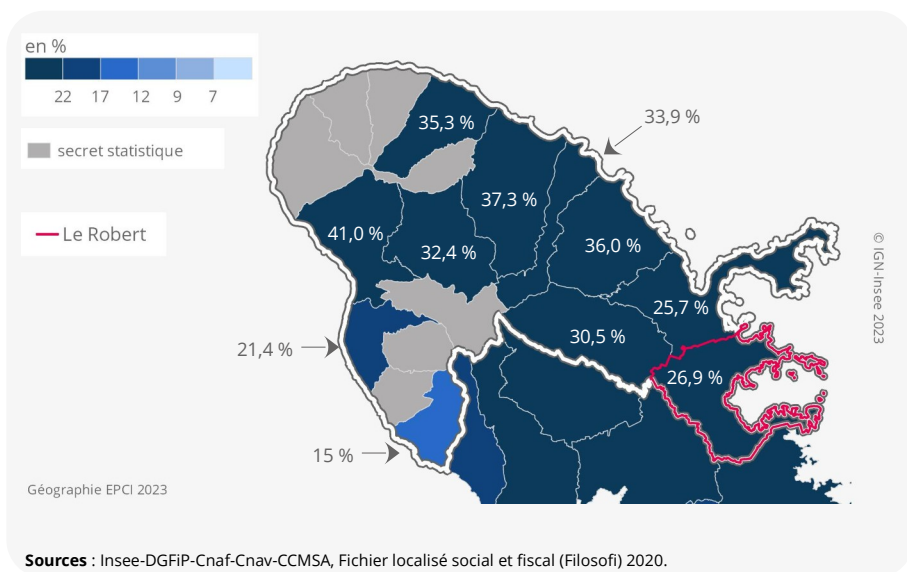 en %
22 17 12 9 7
secret statistique
Le Robert
35,3 %
33,9 %
37,3 %
41,0 %
32,4 %
36,0 %
25,7 %
30,5 %
21,4 %
26,9 %
15 %
© IGN-Insee 2023
Géographie EPCI 2023
Sources : Insee-DGFiP-Cnaf-Cnav-CCMSA, Fichier localisé social et fiscal (Filosofi) 2020.